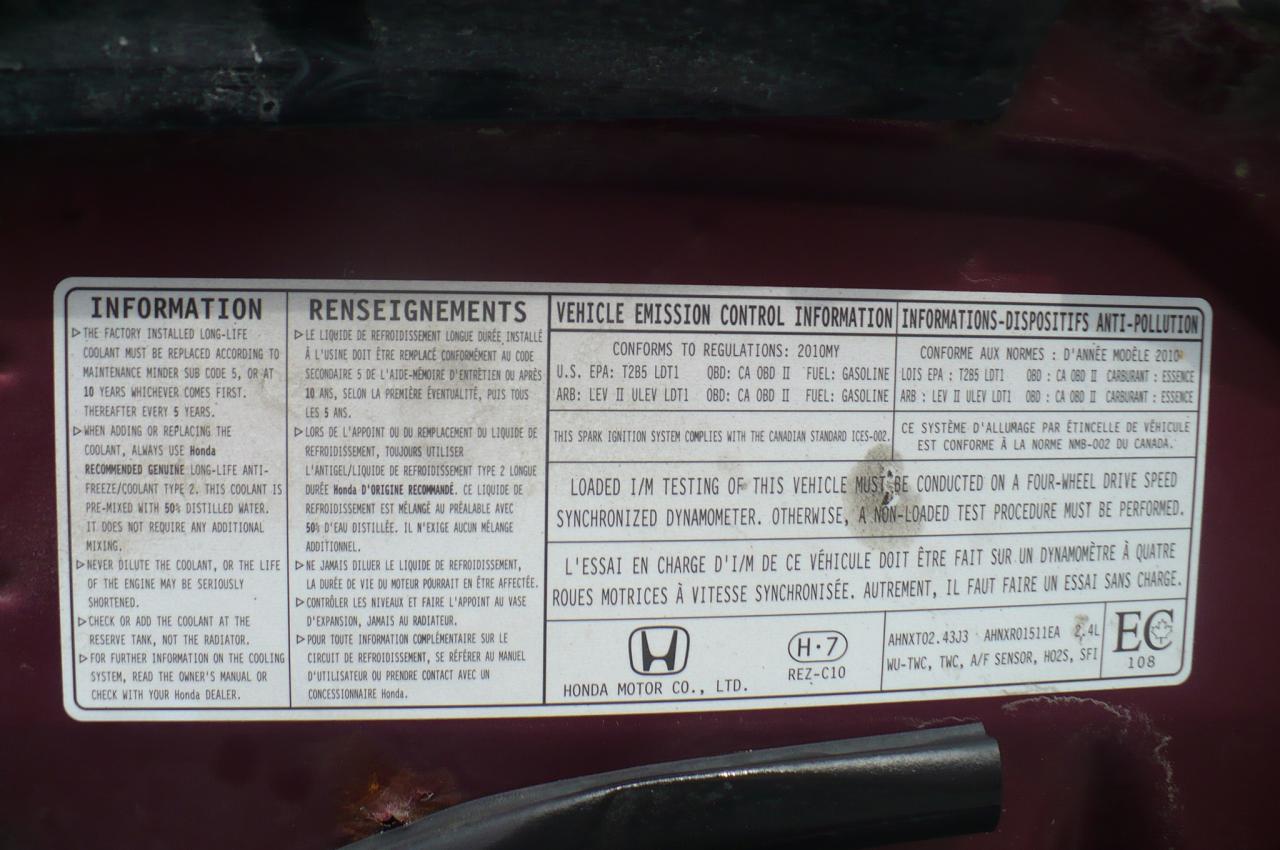 INFORMATION
▷THE FACTORY INSTALLED LONG-LIFE
COOLANT MUST BE REPLACED ACCORDING TO
MAINTENANCE MINDER SUB CODE 5, OR AT
10 YEARS WHICHEVER COMES FIRST.
THEREAFTER EVERY 5 YEARS.
▷WHEN ADDING OR REPLACING THE
COOLANT, ALWAYS USE Honda
RECOMMENDED GENUINE LONG-LIFE ANTI-
FREEZE/COOLANT TYPE 2. THIS COOLANT IS
PRE-MIXED WITH 50% DISTILLED WATER.
IT DOES NOT REQUIRE ANY ADDITIONAL
MIXING.
▷NEVER DILUTE THE COOLANT, OR THE LIFE
OF THE ENGINE MAY BE SERIOUSLY
SHORTENED.
▷CHECK OR ADD THE COOLANT AT THE
RESERVE TANK, NOT THE RADIATOR.
▷FOR FURTHER INFORMATION ON THE COOLING
SYSTEM, READ THE OWNER'S MANUAL OR
CHECK WITH YOUR Honda DEALER.
RENSEIGNEMENTS
▷LE LIQUIDE DE REFROIDISSEMENT LONGUE DURÉE INSTALLÉ
À L'USINE DOIT ÊTRE REMPLACÉ CONFORMÉMENT AU CODE
SECONDAIRE 5 DE L'AIDE-MÉMOIRE D'ENTRETIEN OU APRÈS
10 ANS, SELON LA PREMIÈRE ÉVENTUALITÉ, PUIS TOUS
LES 5 ANS.
▷LORS DE L'APPOINT OU DU REMPLACEMENT DU LIQUIDE DE
REFROIDISSEMENT, TOUJOURS UTILISER
L'ANTIGEL/LIQUIDE DE REFROIDISSEMENT TYPE 2 LONGUE
DURÉE Honda D'ORIGINE RECOMMANDÉ. CE LIQUIDE DE
REFROIDISSEMENT EST MÉLANGÉ AU PRÉALABLE AVEC
50% D'EAU DISTILLÉE. IL N'EXIGE AUCUN MÉLANGE
ADDITIONNEL.
▷NE JAMAIS DILUER LE LIQUIDE DE REFROIDISSEMENT,
LA DURÉE DE VIE DU MOTEUR POURRAIT EN ÊTRE AFFECTÉE.
▷CONTRÔLER LES NIVEAUX ET FAIRE L'APPOINT AU VASE
D'EXPANSION, JAMAIS AU RADIATEUR.
▷POUR TOUTE INFORMATION COMPLÉMENTAIRE SUR LE
CIRCUIT DE REFROIDISSEMENT, SE RÉFÉRER AU MANUEL
D'UTILISATEUR OU PRENDRE CONTACT AVEC UN
CONCESSIONNAIRE Honda.
VEHICLE EMISSION CONTROL INFORMATION
CONFORMS TO REGULATIONS: 2010MY
U.S. EPA: T2B5 LDT1 OBD: CA OBD II FUEL: GASOLINE
ARB: LEV II ULEV LDT1 OBD: CA OBD II FUEL: GASOLINE
THIS SPARK IGNITION SYSTEM COMPLIES WITH THE CANADIAN STANDARD ICES-002.
INFORMATIONS-DISPOSITIFS ANTI-POLLUTION
CONFORME AUX NORMES : D'ANNÉE MODÈLE 2010
LOIS EPA : T2B5 LDT1 OBD : CA OBD II CARBURANT : ESSENCE
ARB : LEV II ULEV LDT1 OBD : CA OBD II CARBURANT : ESSENCE
CE SYSTÈME D'ALLUMAGE PAR ÉTINCELLE DE VÉHICULE
EST CONFORME À LA NORME NMB-002 DU CANADA.
LOADED I/M TESTING OF THIS VEHICLE MUST BE CONDUCTED ON A FOUR-WHEEL DRIVE SPEED
SYNCHRONIZED DYNAMOMETER. OTHERWISE, A NON-LOADED TEST PROCEDURE MUST BE PERFORMED.
L'ESSAI EN CHARGE D'I/M DE CE VÉHICULE DOIT ÊTRE FAIT SUR UN DYNAMOMÈTRE À QUATRE
ROUES MOTRICES À VITESSE SYNCHRONISÉE. AUTREMENT, IL FAUT FAIRE UN ESSAI SANS CHARGE.
HONDA MOTOR CO., LTD.
H·7
REZ-C10
AHNXT02.43J3 AHNXR0151IEA 2.4L
WU-TWC, TWC, A/F SENSOR, HO2S, SFI
EC
108